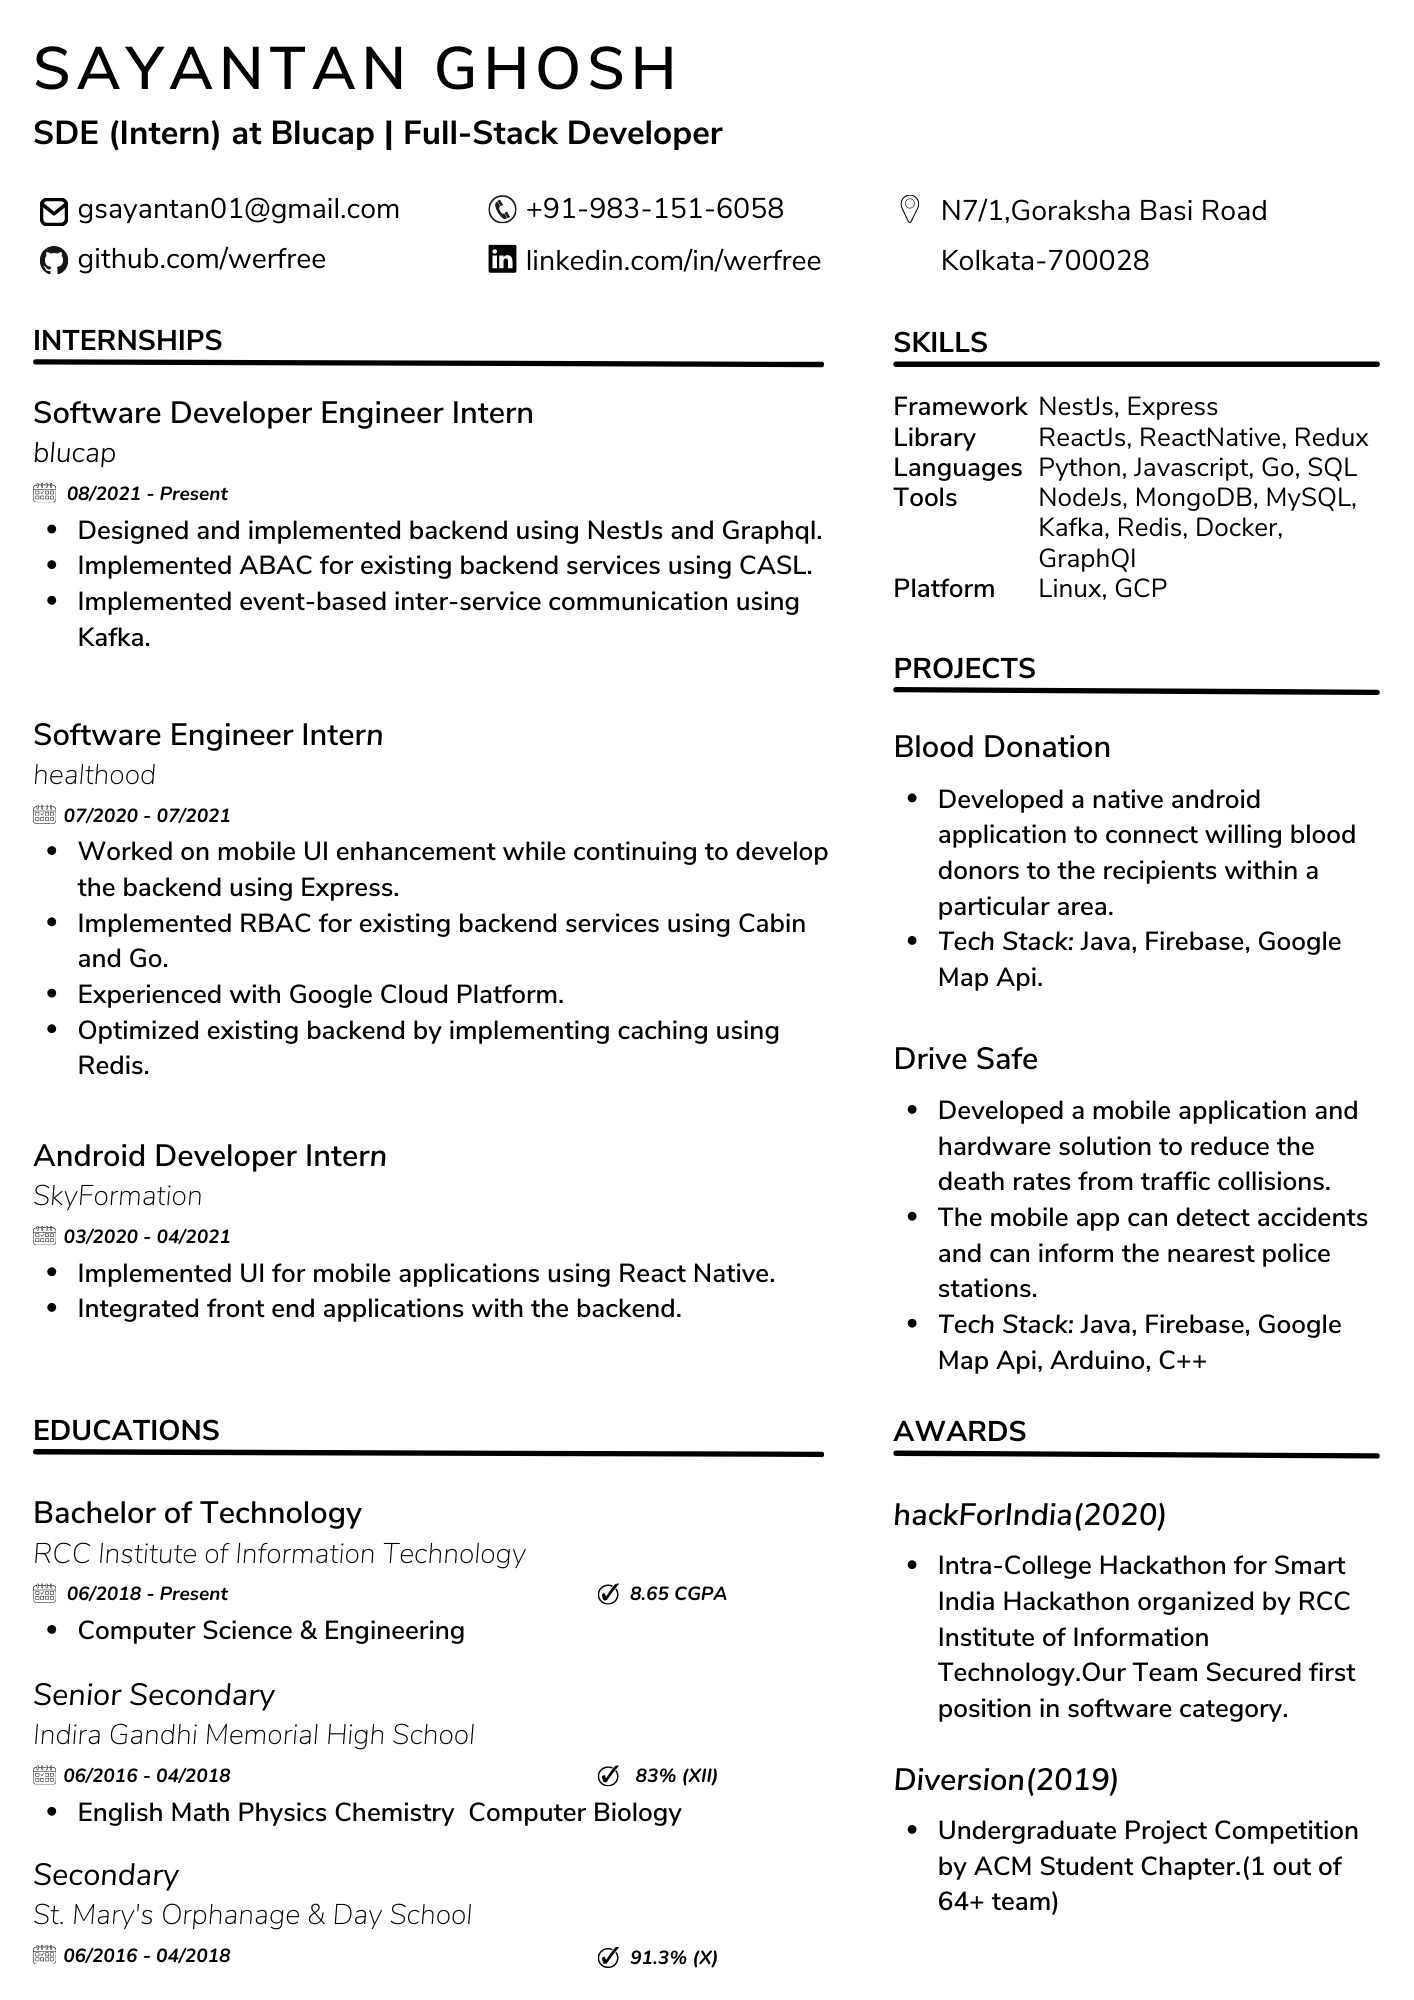 SAYANTAN GHOSH
SDE (Intern) at Blucap | Full-Stack Developer
gsayantan01@gmail.com
+91-983-151-6058
N7/1,Goraksha Basi Road
github.com/werfree
linkedin.com/in/werfree
Kolkata-700028
INTERNSHIPS
Software Developer Engineer Intern
blucap
08/2021 - Present
Designed and implemented backend using NestJs and Graphql.
Implemented ABAC for existing backend services using CASL.
Implemented event-based inter-service communication using
Kafka.
Software Engineer Intern
healthood
07/2020 - 07/2021
Worked on mobile UI enhancement while continuing to develop
the backend using Express.
Implemented RBAC for existing backend services using Cabin
and Go.
Experienced with Google Cloud Platform.
Optimized existing backend by implementing caching using
Redis.
Android Developer Intern
SkyFormation
03/2020 - 04/2021
Implemented UI for mobile applications using React Native.
Integrated front end applications with the backend.
EDUCATIONS
Bachelor of Technology
RCC Institute of Information Technology
06/2018 - Present 8.65 CGPA
Computer Science & Engineering
Senior Secondary
Indira Gandhi Memorial High School
06/2016 - 04/2018 83% (XII)
English Math Physics Chemistry  Computer Biology
Secondary
St. Mary's Orphanage & Day School
06/2016 - 04/2018 91.3% (X)
SKILLS
Framework NestJs, Express
Library ReactJs, ReactNative, Redux
Languages Python, Javascript, Go, SQL
Tools NodeJs, MongoDB, MySQL,
Kafka, Redis, Docker,
GraphQl
Platform Linux, GCP
PROJECTS
Blood Donation
Developed a native android
application to connect willing blood
donors to the recipients within a
particular area.
Tech Stack: Java, Firebase, Google
Map Api.
Drive Safe
Developed a mobile application and
hardware solution to reduce the
death rates from traffic collisions.
The mobile app can detect accidents
and can inform the nearest police
stations.
Tech Stack: Java, Firebase, Google
Map Api, Arduino, C++
AWARDS
hackForIndia(2020)
Intra-College Hackathon for Smart
India Hackathon organized by RCC
Institute of Information
Technology.Our Team Secured first
position in software category.
Diversion(2019)
Undergraduate Project Competition
by ACM Student Chapter.(1 out of
64+ team)